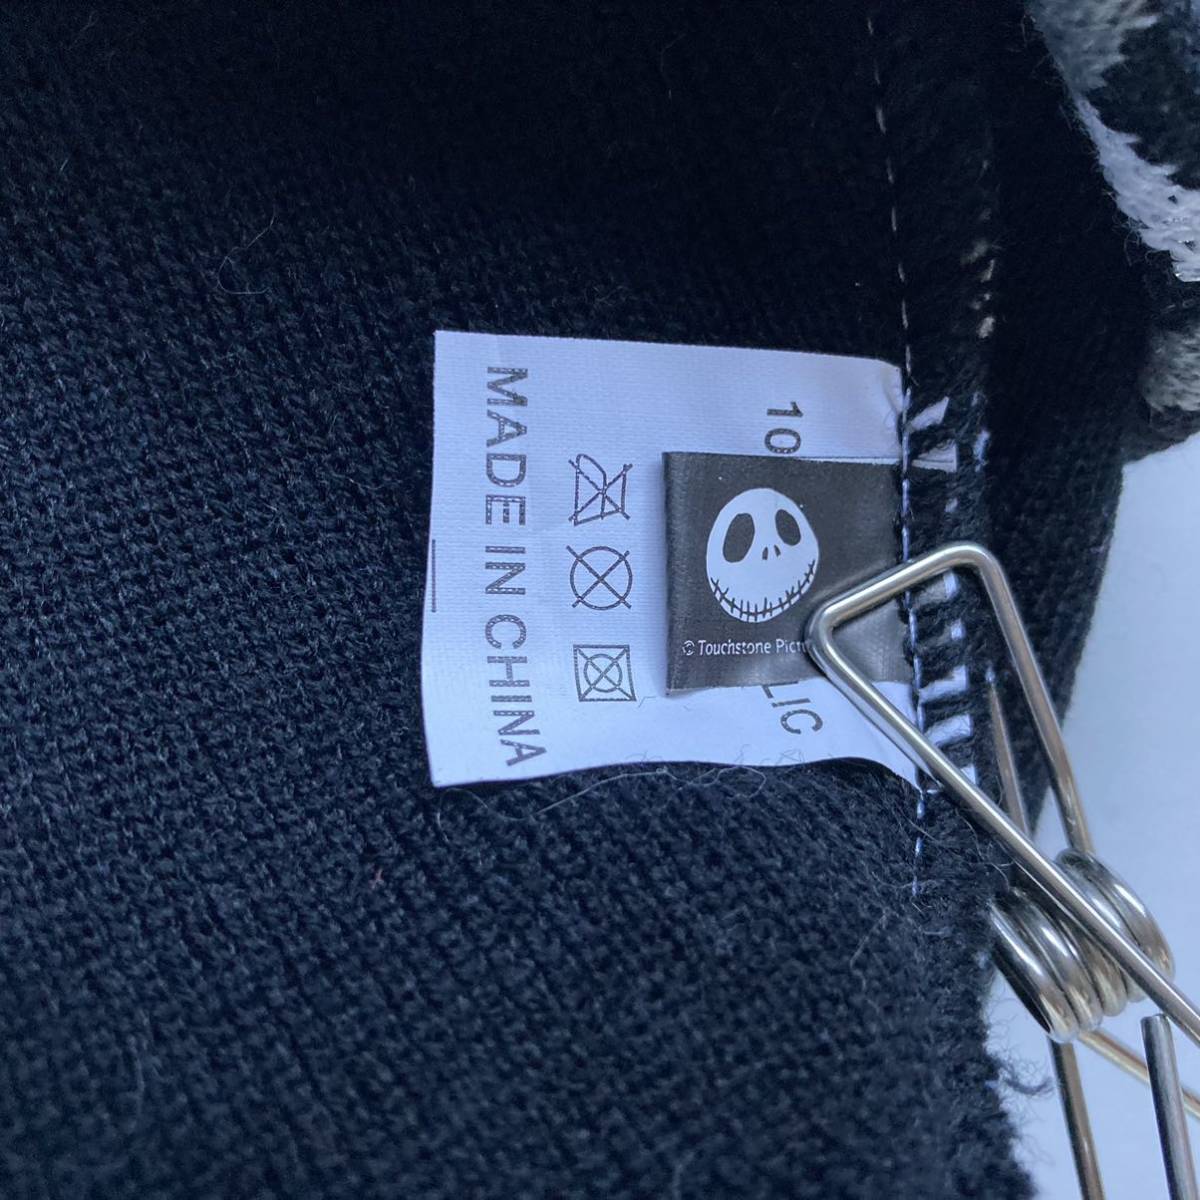 10
LIC
© Touchstone Pict
MADE IN CHINA